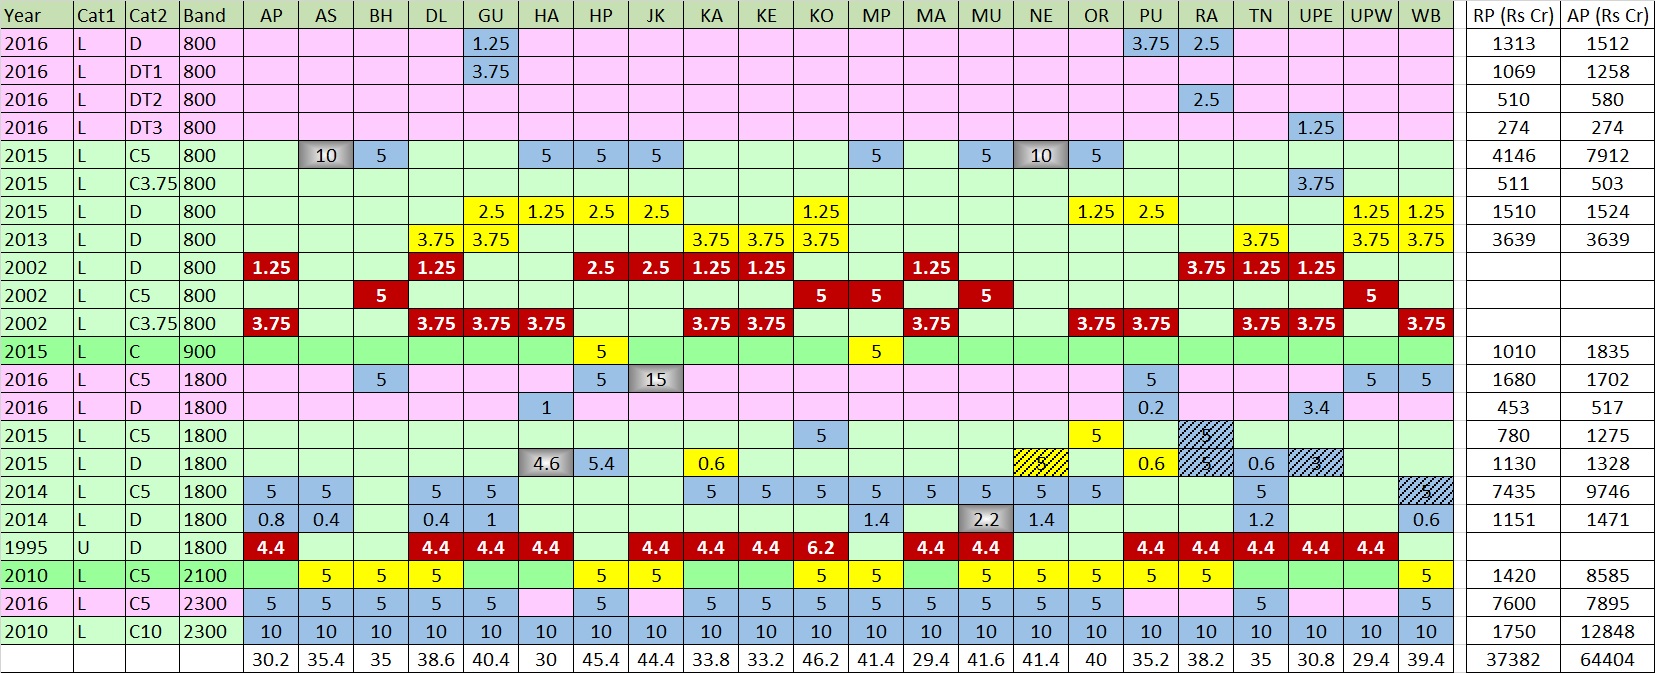 Year Cat1 Cat2 Band AP AS BH DL GU HA HP JK KA KE KO MP MA MU NE OR PU RA TN UPE UPW WB RP (Rs Cr) AP (Rs Cr)
2016 L D 800 1.25 3.75 2.5 1313 1512
2016 L DT1 800 3.75 1069 1258
2016 L DT2 800 2.5 510 580
2016 L DT3 800 1.25 274 274
2015 L C5 800 10 5 5 5 5 5 5 10 5 4146 7912
2015 L C3.75 800 3.75 511 503
2015 L D 800 2.5 1.25 2.5 2.5 1.25 1.25 2.5 1.25 1.25 1510 1524
2013 L D 800 3.75 3.75 3.75 3.75 3.75 3.75 3.75 3.75 3639 3639
2002 L D 800 1.25 1.25 2.5 2.5 1.25 1.25 1.25 3.75 1.25 1.25
2002 L C5 800 5 5 5 5 5
2002 L C3.75 800 3.75 3.75 3.75 3.75 3.75 3.75 3.75 3.75 3.75 3.75 3.75 3.75
2015 L C 900 5 5 1010 1835
2016 L C5 1800 5 5 15 5 5 5 1680 1702
2016 L D 1800 1 0.2 3.4 453 517
2015 L C5 1800 5 5 5 780 1275
2015 L D 1800 4.6 5.4 0.6 5 0.6 5 0.6 3 1130 1328
2014 L C5 1800 5 5 5 5 5 5 5 5 5 5 5 5 5 5 7435 9746
2014 L D 1800 0.8 0.4 0.4 1 1.4 2.2 1.4 1.2 0.6 1151 1471
1995 U D 1800 4.4 4.4 4.4 4.4 4.4 4.4 4.4 6.2 4.4 4.4 4.4 4.4 4.4 4.4 4.4
2010 L C5 2100 5 5 5 5 5 5 5 5 5 5 5 5 5 1420 8585
2016 L C5 2300 5 5 5 5 5 5 5 5 5 5 5 5 5 5 5 5 7600 7895
2010 L C10 2300 10 10 10 10 10 10 10 10 10 10 10 10 10 10 10 10 10 10 10 10 10 10 1750 12848
30.2 35.4 35 38.6 40.4 30 45.4 44.4 33.8 33.2 46.2 41.4 29.4 41.6 41.4 40 35.2 38.2 35 30.8 29.4 39.4 37382 64404